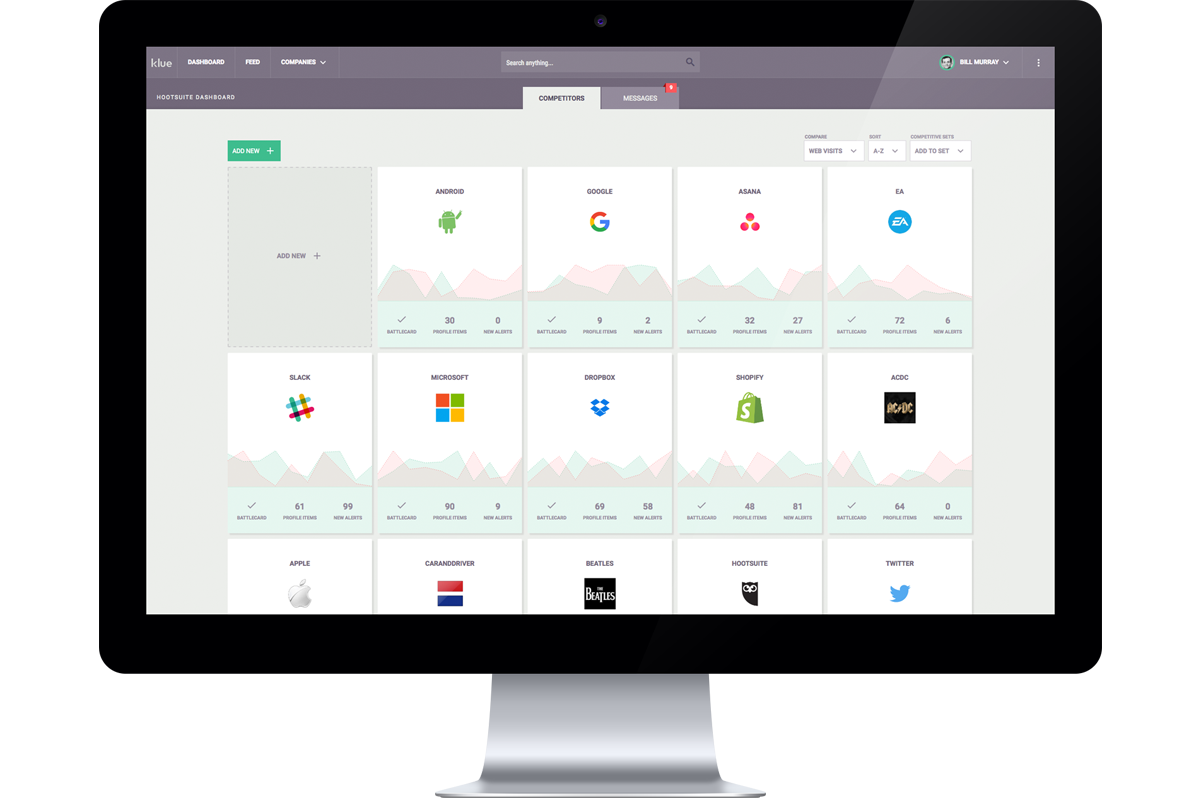 klue DASHBOARD FEED COMPANIES Search anything... BILL MURRAY
HOOTSUITE DASHBOARD COMPETITORS MESSAGES 9
COMPARE SORT COMPETITIVE SETS
ADD NEW + WEB VISITS A-Z ADD TO SET
ADD NEW +
ANDROID GOOGLE ASANA EA
G EA
30 0 9 2 32 27 72 6
BATTLECARD PROFILE ITEMS NEW ALERTS BATTLECARD PROFILE ITEMS NEW ALERTS BATTLECARD PROFILE ITEMS NEW ALERTS BATTLECARD PROFILE ITEMS NEW ALERTS
SLACK MICROSOFT DROPBOX SHOPIFY ACDC
S AC/DC
61 99 90 9 69 58 48 81 64 0
BATTLECARD PROFILE ITEMS NEW ALERTS BATTLECARD PROFILE ITEMS NEW ALERTS BATTLECARD PROFILE ITEMS NEW ALERTS BATTLECARD PROFILE ITEMS NEW ALERTS BATTLECARD PROFILE ITEMS NEW ALERTS
APPLE CARANDDRIVER BEATLES HOOTSUITE TWITTER
THE
BEATLES